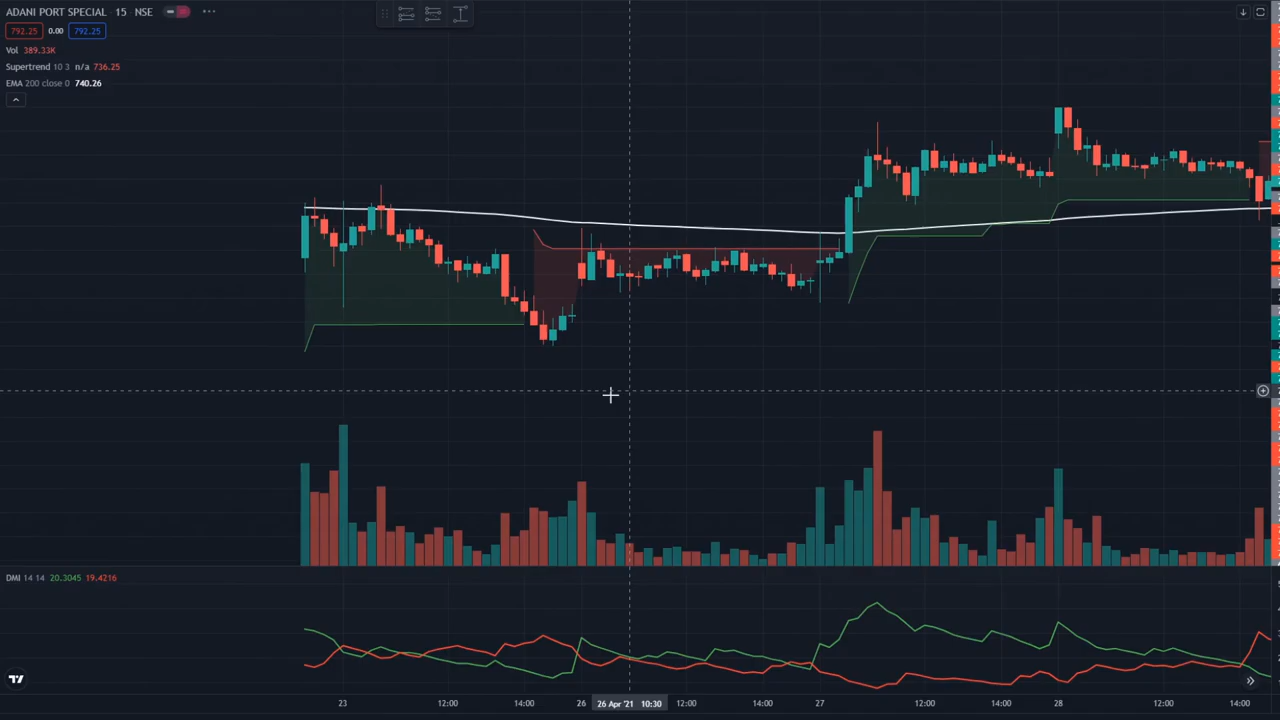 ADANI PORT SPECIAL · 15 · NSE
792.25 0.00 792.25
Vol 389.33K
Supertrend 10 3 n/a 736.25
EMA 200 close 0 740.26
DMI 14 14 20.3045 19.4216
23 12:00 14:00 26 26 Apr '21 10:30 12:00 14:00 27 12:00 14:00 28 12:00 14:00